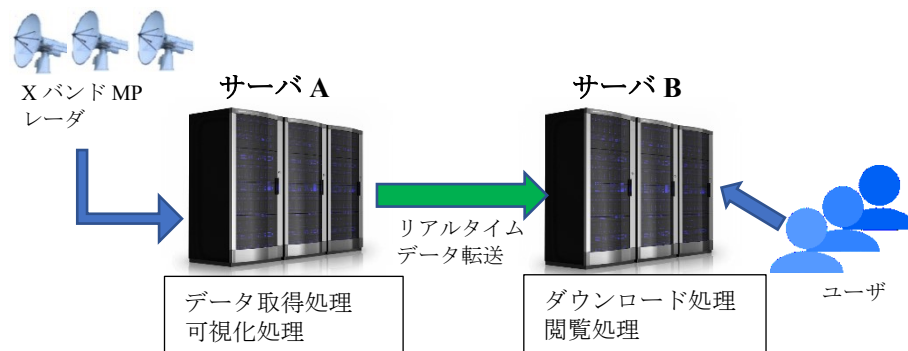 X バンド MP
レーダ
サーバ A
サーバ B
リアルタイム
データ転送
データ取得処理
可視化処理
ダウンロード処理
閲覧処理
ユーザ